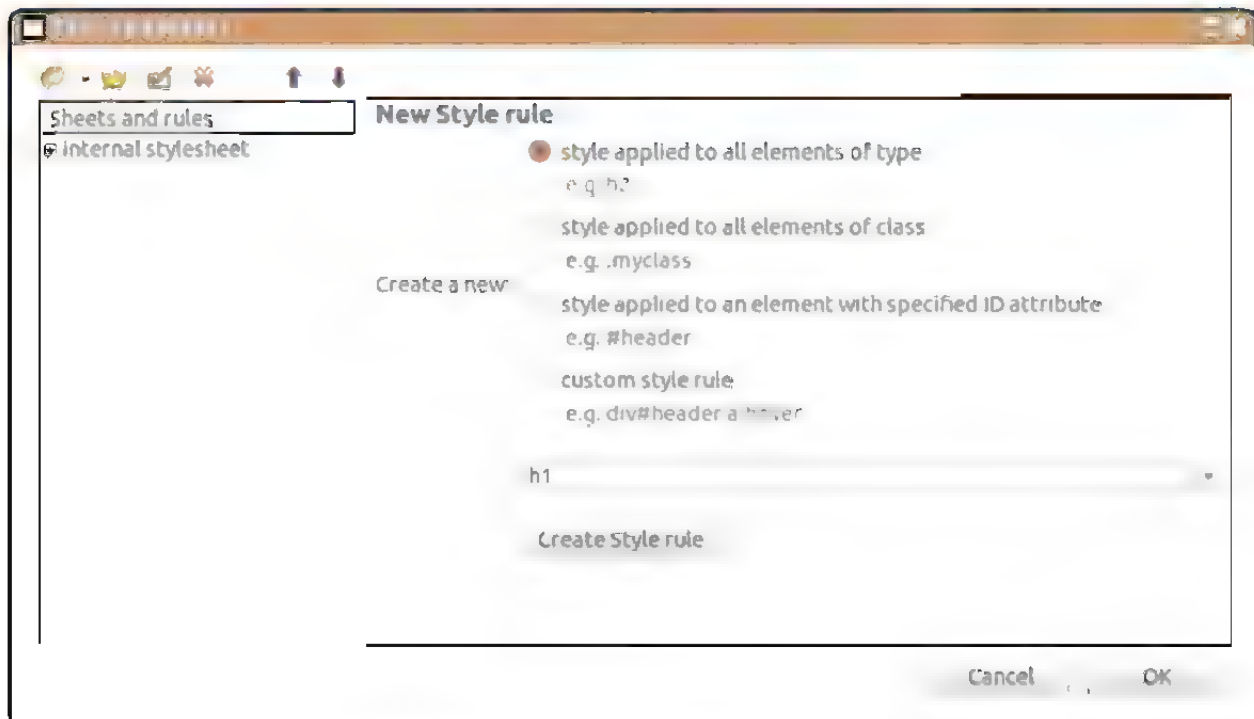 Sheets and rules
internal stylesheet
New Style rule
style applied to all elements of type
style applied to all elements of class
e.g. .myclass
Create a new:
style applied to an element with specified ID attribute
e.g. #header
custom style rule
e.g. div#header a
h1
Create Style rule
Cancel
OK